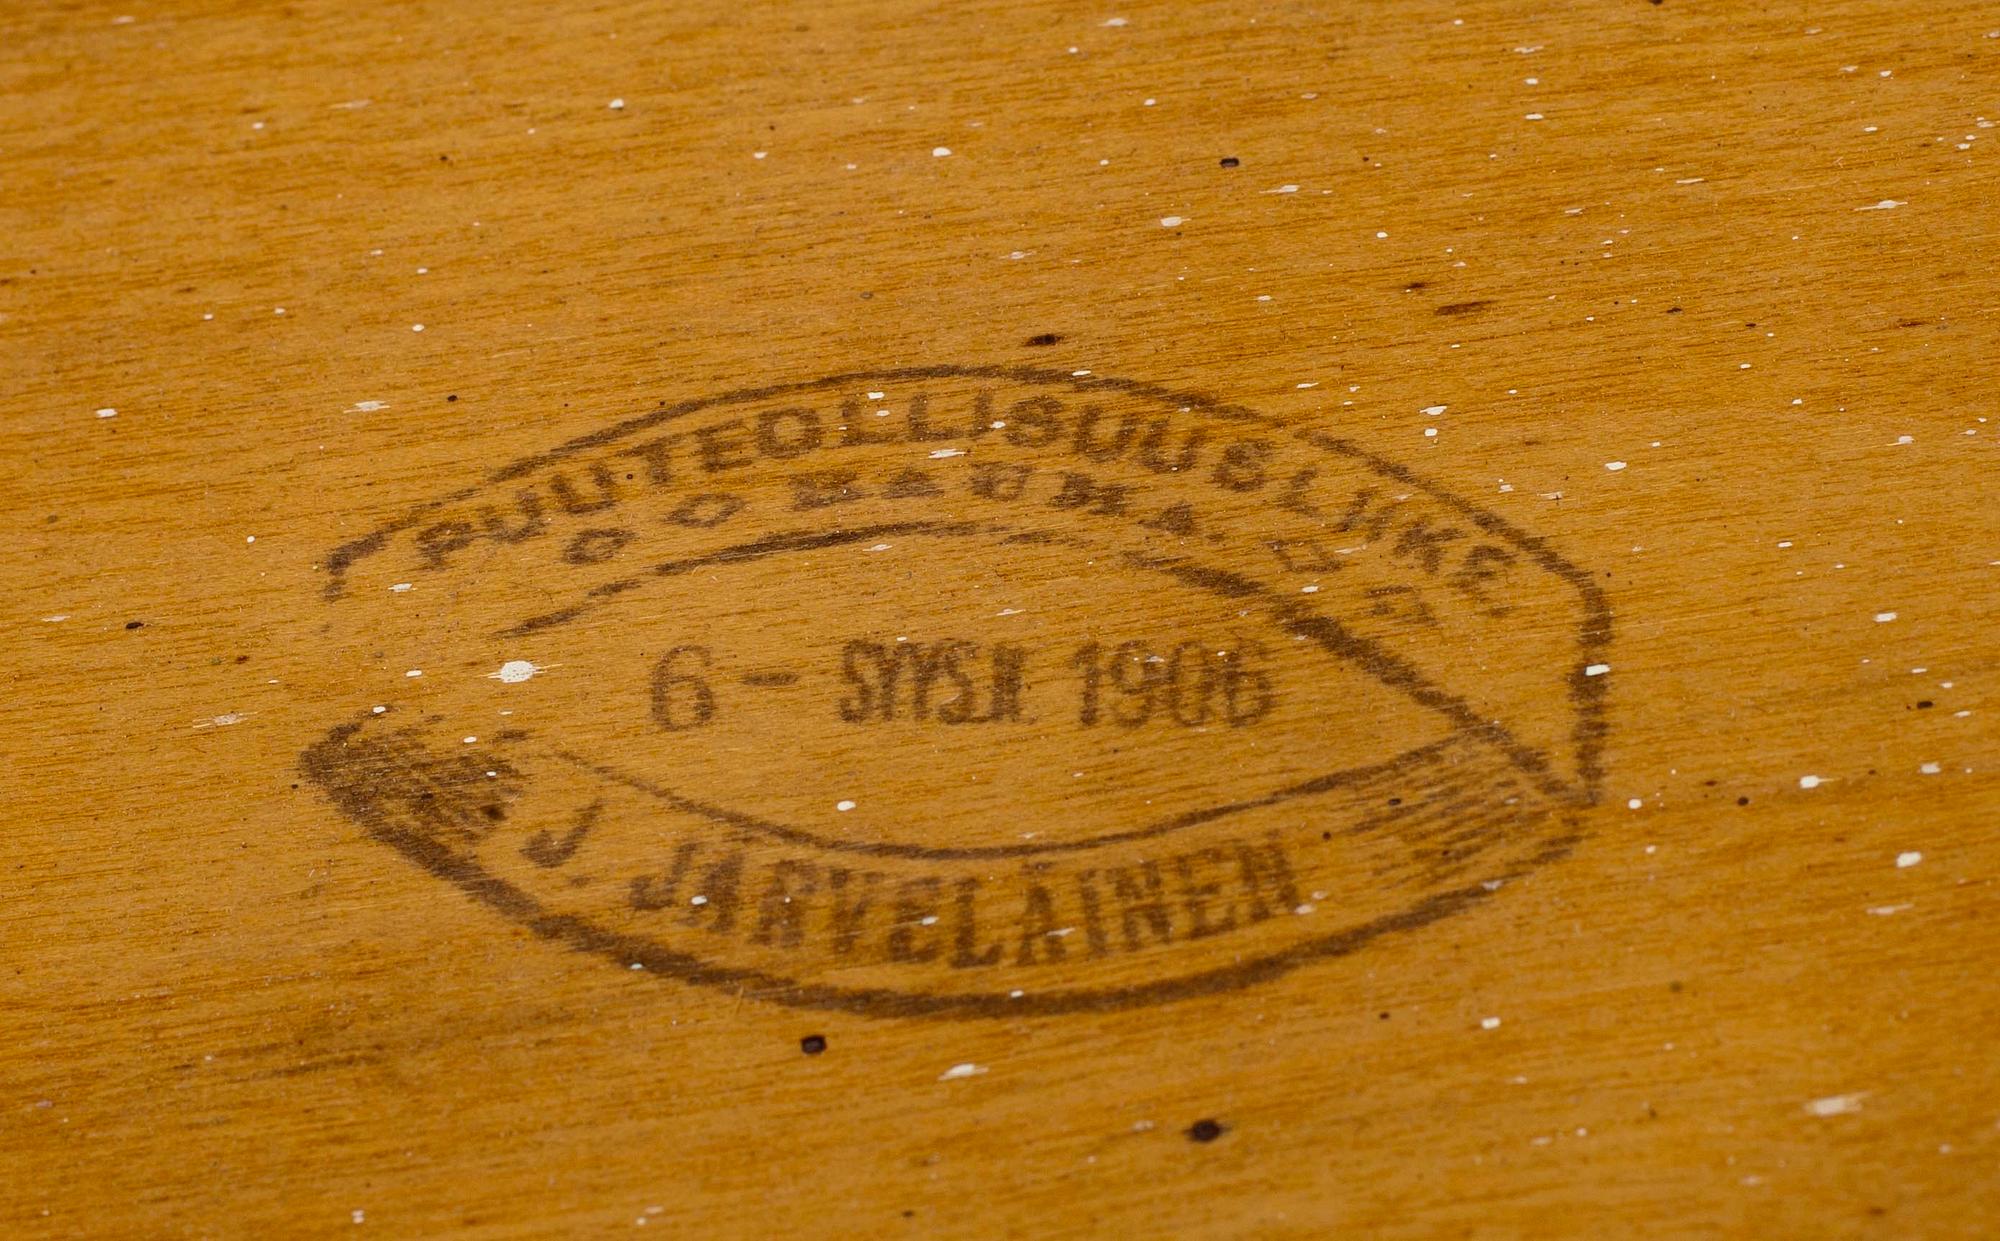 PUUTEOLLISUUSLIIKE
RAUMA.
6 - SYYSK 1906
J. JÄRVELÄINEN